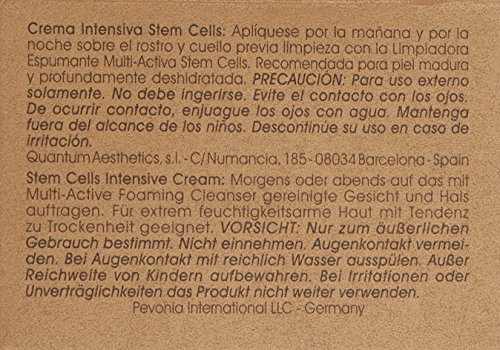 Crema Intensiva Stem Cells: Aplíquese por la mañana y por la
noche sobre el rostro y cuello previa limpieza con la Limpiadora
Espumante Multi-Activa Stem Cells. Recomendada para piel madura
y profundamente deshidratada. PRECAUCIÓN: Para uso externo
solamente. No debe ingerirse. Evite el contacto con los ojos.
De ocurrir contacto, enjuague los ojos con agua. Mantenga
fuera del alcance de los niños. Descontinúe su uso en caso de
irritación.
QuantumAesthetics, s.l. - C/Numancia, 185 - 08034 Barcelona - Spain
Stem Cells Intensive Cream: Morgens oder abends auf das mit
Multi-Active Foaming Cleanser gereinigte Gesicht und Hals
auftragen. Für extrem feuchtigkeitsarme Haut mit Tendenz
zu Trockenheit geeignet. VORSICHT: Nur zum äußerlichen
Gebrauch bestimmt. Nicht einnehmen. Augenkontakt vermei-
den. Bei Augenkontakt mit reichlich Wasser ausspülen. Außer
Reichweite von Kindern aufbewahren. Bei Irritationen oder
Unverträglichkeiten das Produkt nicht weiter verwenden.
Pevonia International LLC - Germany